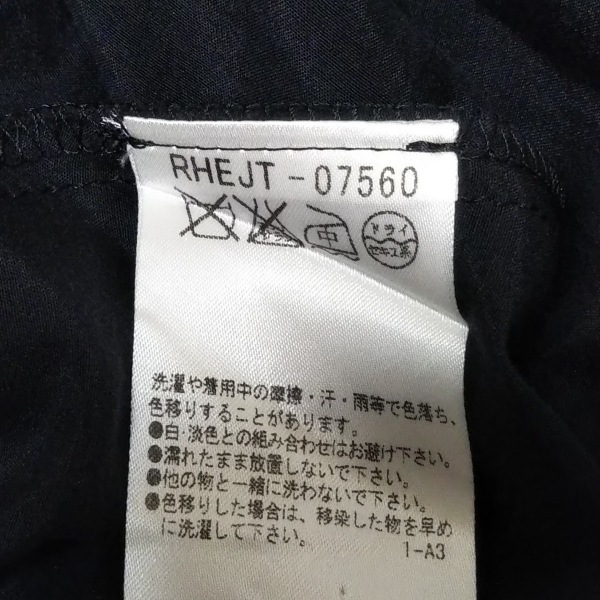 RHEJT-07560
中 ドライ
セキユ系
洗濯や着用中の摩擦・汗・雨等で色落ち、
色移りすることがあります。
●白・淡色との組み合わせはお避け下さい。
●濡れたまま放置しないで下さい。
●他の物と一緒に洗わないで下さい。
●色移りした場合は、移染した物を早め
に洗濯して下さい。
1-A3